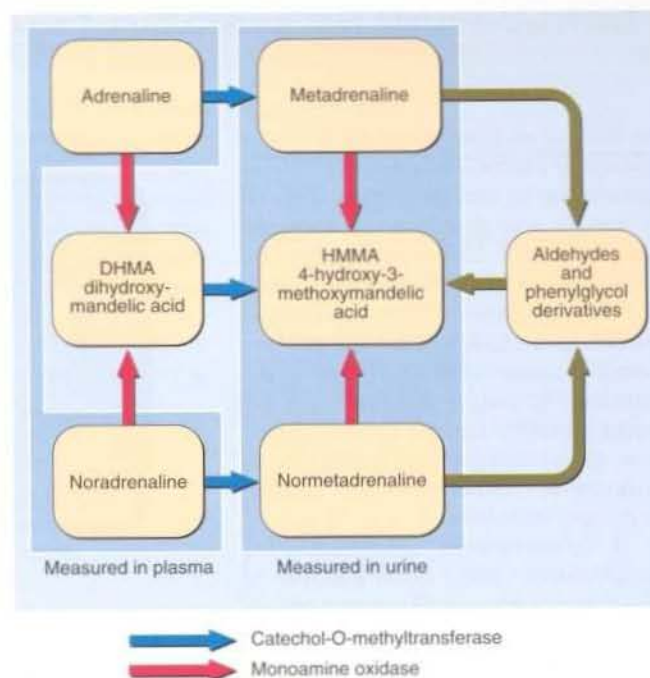 Adrenaline
Metadrenaline
DHMA
dihydroxy-
mandelic acid
HMMA
4-hydroxy-3-
methoxymandelic
acid
Aldehydes
and
phenylglycol
derivatives
Noradrenaline
Normetadrenaline
Measured in plasma
Measured in urine
Catechol-O-methyltransferase
Monoamine oxidase